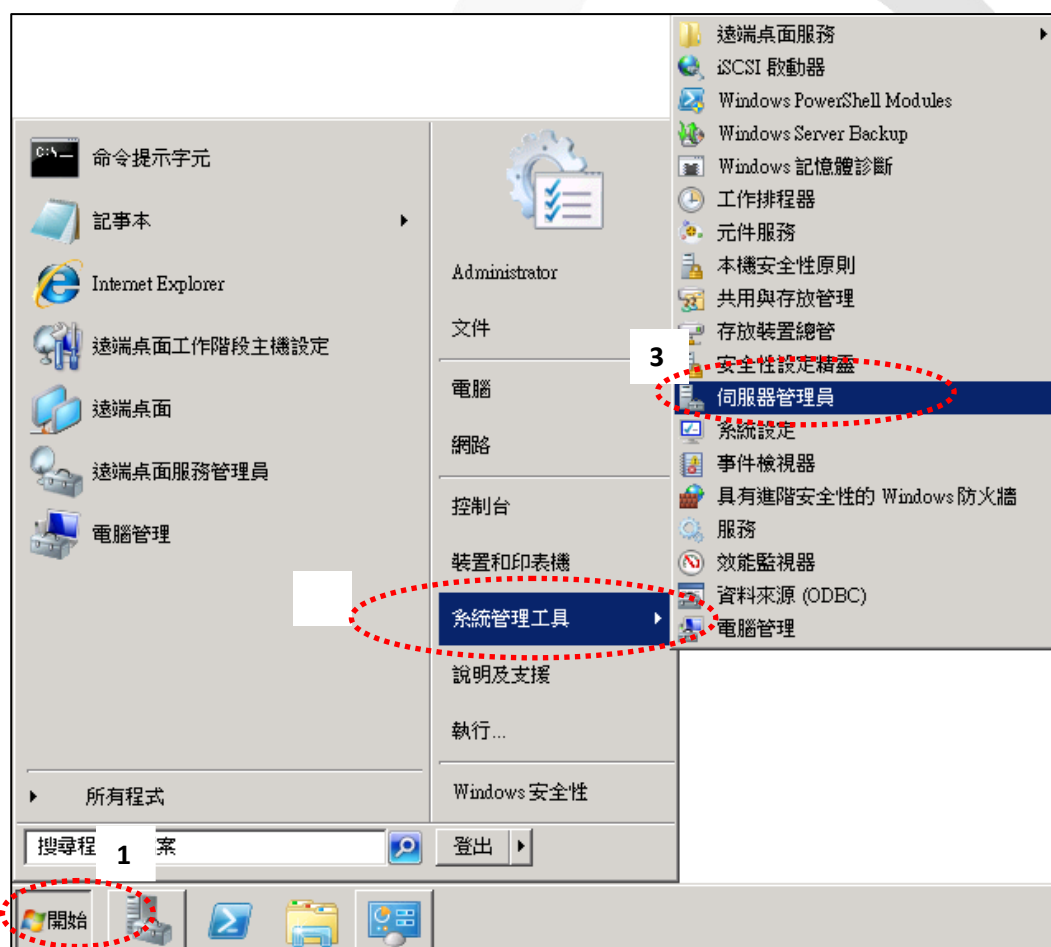 遠端桌面服務
iSCSI 啟動器
Windows PowerShell Modules
Windows Server Backup
Windows 記憶體診斷
工作排程器
元件服務
本機安全性原則
共用與存放管理
存放裝置總管
3
安全性設定精靈
伺服器管理員
系統設定
事件檢視器
具有進階安全性的 Windows 防火牆
服務
效能監視器
資料來源 (ODBC)
電腦管理
C:\
命令提示字元
記事本
Internet Explorer
遠端桌面工作階段主機設定
遠端桌面
遠端桌面服務管理員
電腦管理
所有程式
搜尋程 案
1
Administrator
文件
電腦
網路
控制台
裝置和印表機
系統管理工具
說明及支援
執行...
Windows 安全性
登出
開始